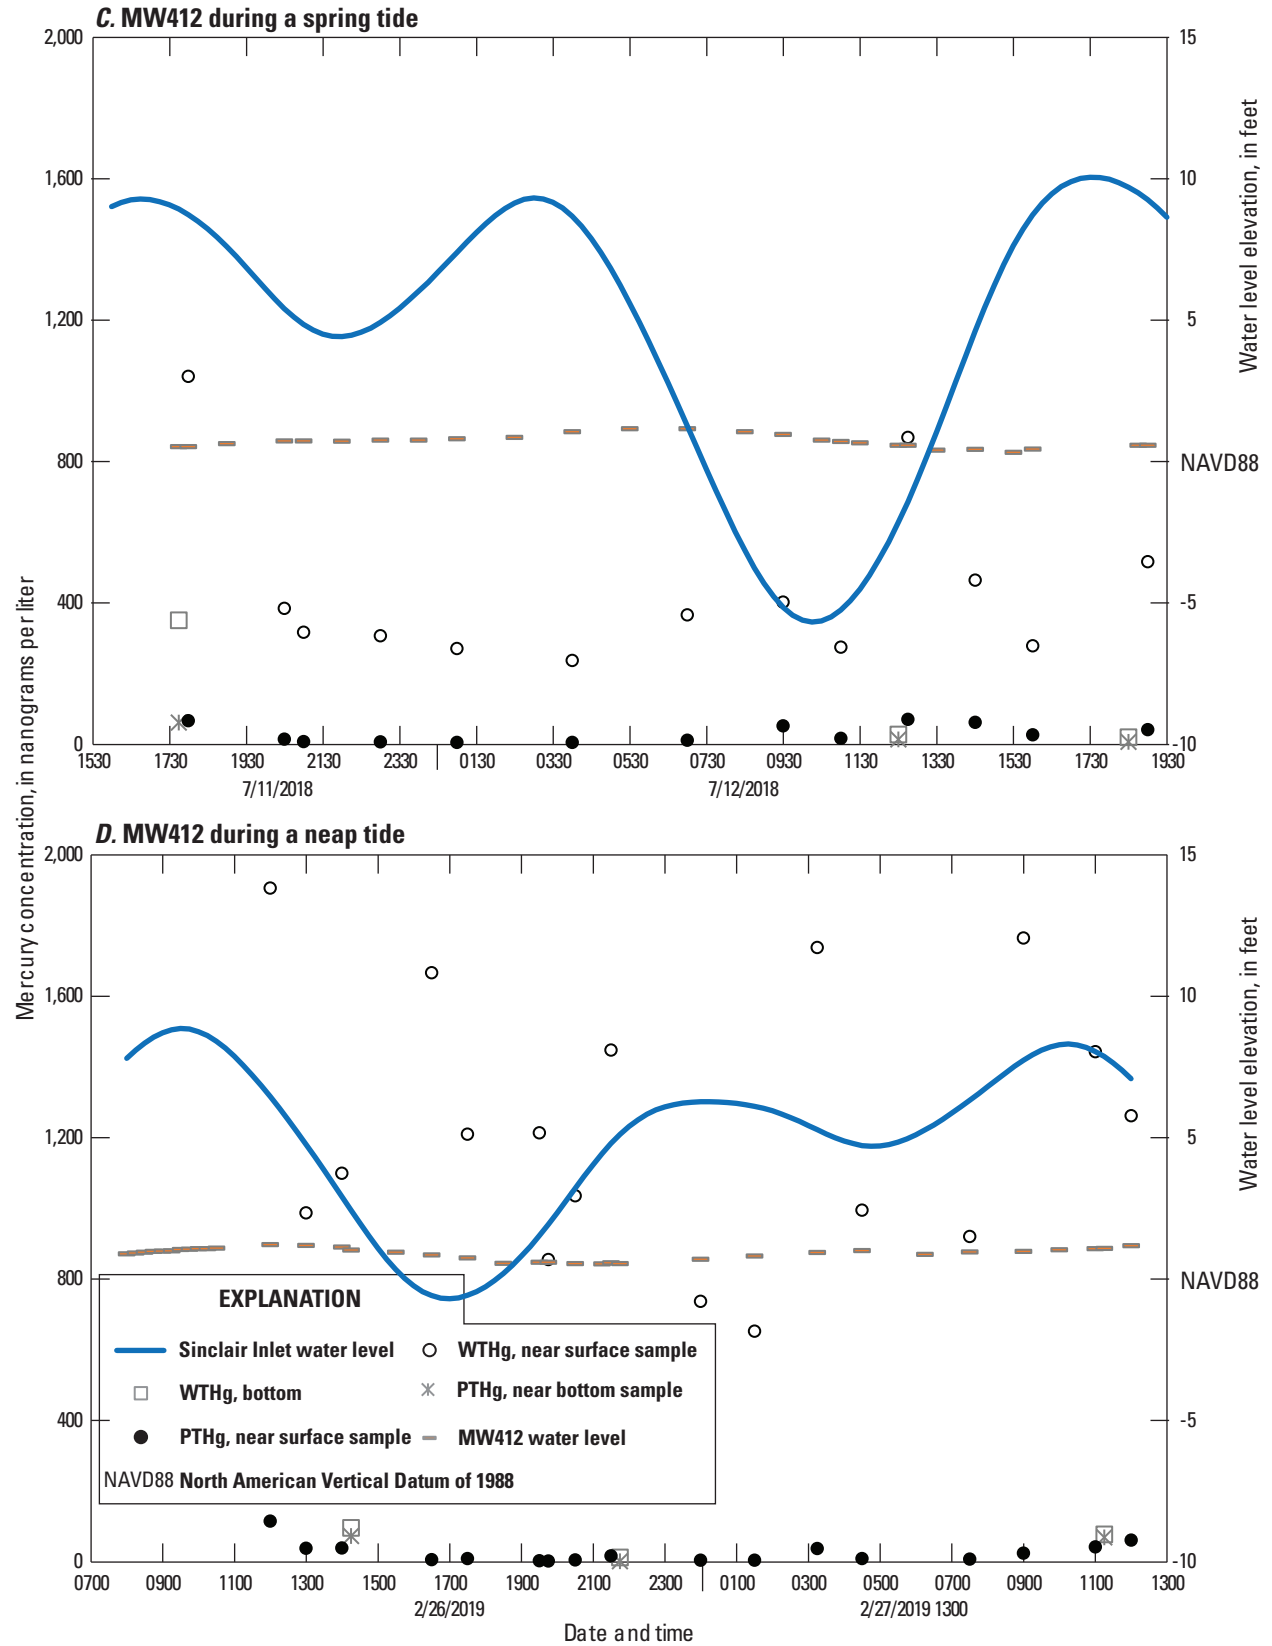 C. MW412 during a spring tide
2,000
1,600
1,200
800
400
0
15
10
5
NAVD88
-5
-10
Water level elevation, in feet
1530 1730 1930 2130 2330 0130 0330 0530 0730 0930 1130 1330 1530 1730 1930
7/11/2018 7/12/2018
Mercury concentration, in nanograms per liter
D. MW412 during a neap tide
2,000
1,600
1,200
800
400
0
15
10
5
NAVD88
-5
-10
Water level elevation, in feet
EXPLANATION
Sinclair Inlet water level
WTHg, near surface sample
WTHg, bottom
PTHg, near bottom sample
PTHg, near surface sample
MW412 water level
NAVD88 North American Vertical Datum of 1988
0700 0900 1100 1300 1500 1700 1900 2100 2300 0100 0300 0500 0700 0900 1100 1300
2/26/2019 2/27/2019 1300
Date and time